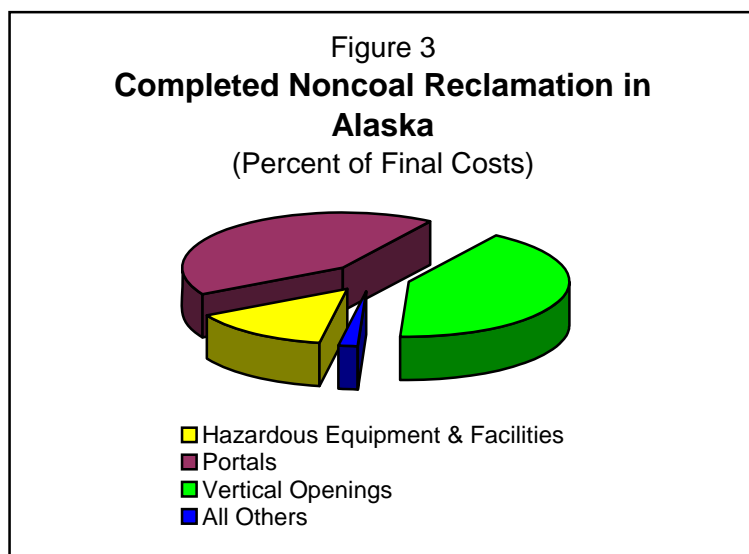 Figure 3
Completed Noncoal Reclamation in
Alaska
(Percent of Final Costs)
Hazardous Equipment & Facilities
Portals
Vertical Openings
All Others